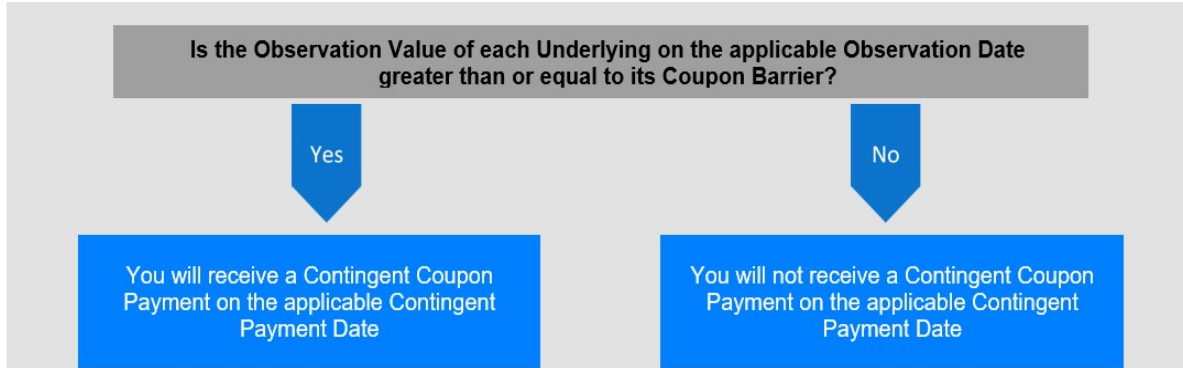 Is the Observation Value of each Underlying on the applicable Observation Date
greater than or equal to its Coupon Barrier?
Yes
No
You will receive a Contingent Coupon
Payment on the applicable Contingent
Payment Date
You will not receive a Contingent Coupon
Payment on the applicable Contingent
Payment Date